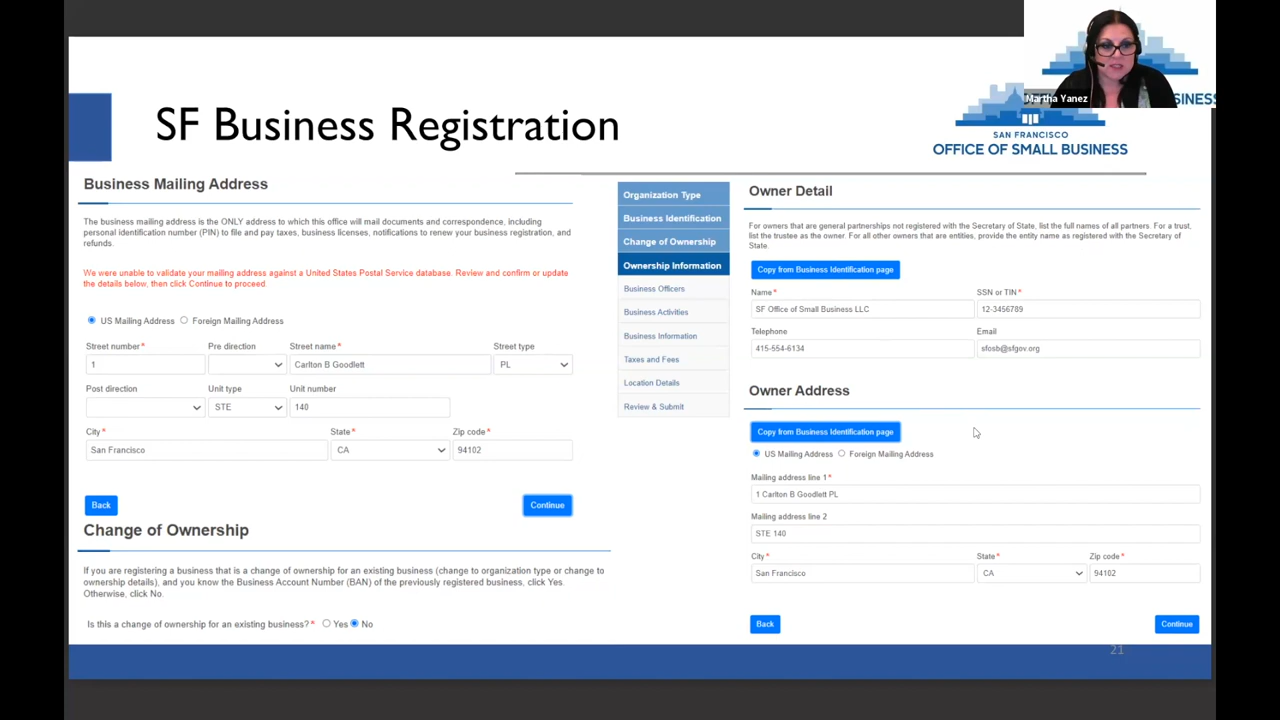 Martha Yanez
INESS
SF Business Registration
SAN FRANCISCO
OFFICE OF SMALL BUSINESS
Business Mailing Address
The business mailing address is the ONLY address to which this office will mail documents and correspondence, including
personal identification number (PIN) to file and pay taxes, business licenses, notifications to renew your business registration, and
refunds.
We were unable to validate your mailing address against a United States Postal Service database. Review and confirm or update
the details below, then click Continue to proceed.
US Mailing Address Foreign Mailing Address
Street number* Pre direction Street name* Street type
1 Carlton B Goodlett PL
Post direction Unit type Unit number
STE 140
City* State* Zip code*
San Francisco CA 94102
Back Continue
Change of Ownership
If you are registering a business that is a change of ownership for an existing business (change to organization type or change to
ownership details), and you know the Business Account Number (BAN) of the previously registered business, click Yes.
Otherwise, click No.
Is this a change of ownership for an existing business?* Yes No
Organization Type
Business Identification
Change of Ownership
Ownership Information
Business Officers
Business Activities
Business Information
Taxes and Fees
Location Details
Review & Submit
Owner Detail
For owners that are general partnerships not registered with the Secretary of State, list the full names of all partners. For a trust,
list the trustee as the owner. For all other owners that are entities, provide the entity name as registered with the Secretary of
State.
Copy from Business Identification page
Name* SSN or TIN*
SF Office of Small Business LLC 12-3456789
Telephone Email
415-554-6134 sfosb@sfgov.org
Owner Address
Copy from Business Identification page
US Mailing Address Foreign Mailing Address
Mailing address line 1*
1 Carlton B Goodlett PL
Mailing address line 2
STE 140
City* State* Zip code*
San Francisco CA 94102
Back Continue
21